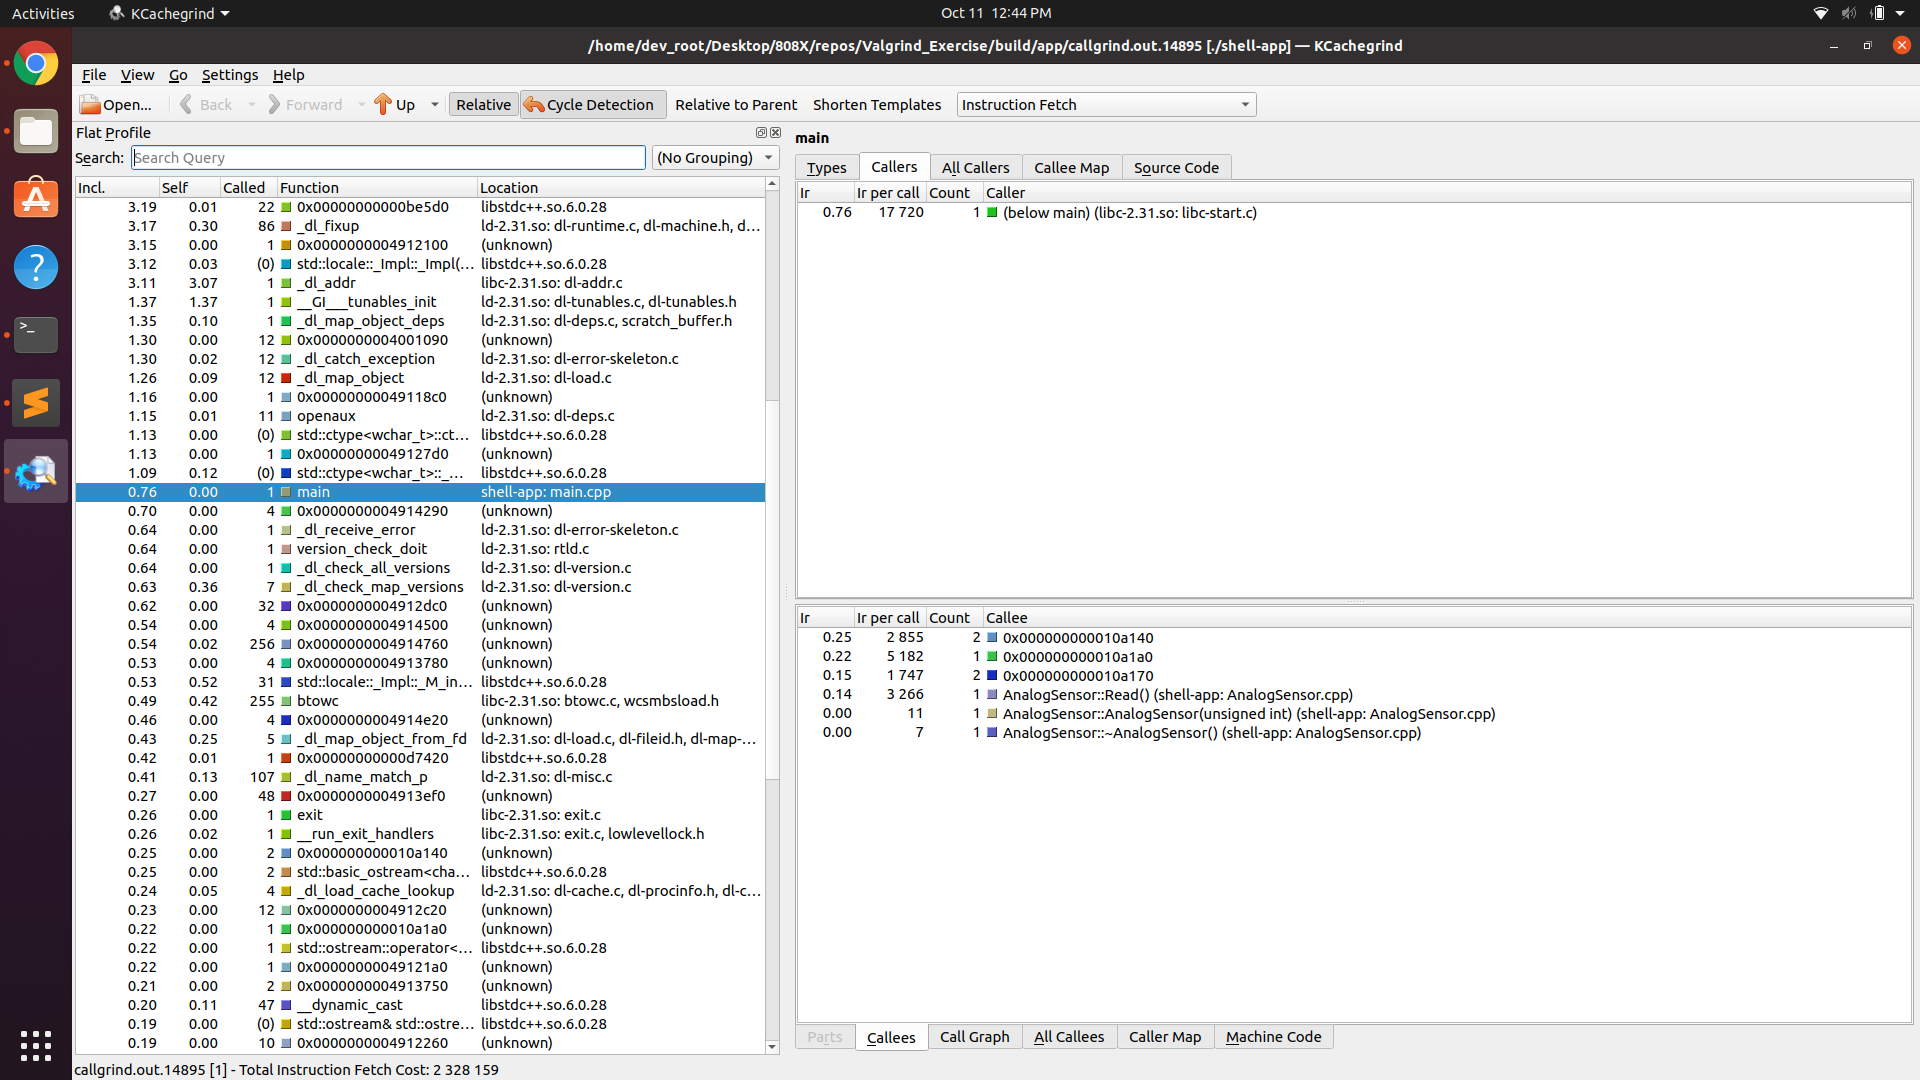 Activities KCachegrind Oct 11 12:44 PM
/home/dev_root/Desktop/808X/repos/Valgrind_Exercise/build/app/callgrind.out.14895 [./shell-app] — KCachegrind
File View Go Settings Help
Open... Back Forward Up Relative Cycle Detection Relative to Parent Shorten Templates Instruction Fetch
Flat Profile
Search: Search Query (No Grouping)
Incl. Self Called Function Location
3.19 0.01 22 0x00000000000be5d0 libstdc++.so.6.0.28
3.17 0.30 86 _dl_fixup ld-2.31.so: dl-runtime.c, dl-machine.h, d...
3.15 0.00 1 0x0000000004912100 (unknown)
3.12 0.03 (0) std::locale::_Impl::_Impl(... libstdc++.so.6.0.28
3.11 3.07 1 _dl_addr libc-2.31.so: dl-addr.c
1.37 1.37 1 __GI___tunables_init ld-2.31.so: dl-tunables.c, dl-tunables.h
1.35 0.10 1 _dl_map_object_deps ld-2.31.so: dl-deps.c, scratch_buffer.h
1.30 0.00 12 0x0000000004001090 (unknown)
1.30 0.02 12 _dl_catch_exception ld-2.31.so: dl-error-skeleton.c
1.26 0.09 12 _dl_map_object ld-2.31.so: dl-load.c
1.16 0.00 1 0x00000000049118c0 (unknown)
1.15 0.01 11 openaux ld-2.31.so: dl-deps.c
1.13 0.00 (0) std::ctype<wchar_t>::ct... libstdc++.so.6.0.28
1.13 0.00 1 0x00000000049127d0 (unknown)
1.09 0.12 (0) std::ctype<wchar_t>::_... libstdc++.so.6.0.28
0.76 0.00 1 main shell-app: main.cpp
0.70 0.00 4 0x0000000004914290 (unknown)
0.64 0.00 1 _dl_receive_error ld-2.31.so: dl-error-skeleton.c
0.64 0.00 1 version_check_doit ld-2.31.so: rtld.c
0.64 0.00 1 _dl_check_all_versions ld-2.31.so: dl-version.c
0.63 0.36 7 _dl_check_map_versions ld-2.31.so: dl-version.c
0.62 0.00 32 0x0000000004912dc0 (unknown)
0.54 0.00 4 0x0000000004914500 (unknown)
0.54 0.02 256 0x0000000004914760 (unknown)
0.53 0.00 4 0x0000000004913780 (unknown)
0.53 0.52 31 std::locale::_Impl::_M_in... libstdc++.so.6.0.28
0.49 0.42 255 btowc libc-2.31.so: btowc.c, wcsmbsload.h
0.46 0.00 4 0x0000000004914e20 (unknown)
0.43 0.25 5 _dl_map_object_from_fd ld-2.31.so: dl-load.c, dl-fileid.h, dl-map-...
0.42 0.01 1 0x00000000000d7420 libstdc++.so.6.0.28
0.41 0.13 107 _dl_name_match_p ld-2.31.so: dl-misc.c
0.27 0.00 48 0x0000000004913ef0 (unknown)
0.26 0.00 1 exit libc-2.31.so: exit.c
0.26 0.02 1 __run_exit_handlers libc-2.31.so: exit.c, lowlevellock.h
0.25 0.00 2 0x000000000010a140 (unknown)
0.25 0.00 2 std::basic_ostream<cha... libstdc++.so.6.0.28
0.24 0.05 4 _dl_load_cache_lookup ld-2.31.so: dl-cache.c, dl-procinfo.h, dl-c...
0.23 0.00 12 0x0000000004912c20 (unknown)
0.22 0.00 1 0x000000000010a1a0 (unknown)
0.22 0.00 1 std::ostream::operator<... libstdc++.so.6.0.28
0.22 0.00 1 0x00000000049121a0 (unknown)
0.21 0.00 2 0x0000000004913750 (unknown)
0.20 0.11 47 __dynamic_cast libstdc++.so.6.0.28
0.19 0.00 (0) std::ostream& std::ostre... libstdc++.so.6.0.28
0.19 0.00 10 0x0000000004912260 (unknown)
main
Types Callers All Callers Callee Map Source Code
Ir Ir per call Count Caller
0.76 17 720 1 (below main) (libc-2.31.so: libc-start.c)
Ir Ir per call Count Callee
0.25 2 855 2 0x000000000010a140
0.22 5 182 1 0x000000000010a1a0
0.15 1 747 2 0x000000000010a170
0.14 3 266 1 AnalogSensor::Read() (shell-app: AnalogSensor.cpp)
0.00 11 1 AnalogSensor::AnalogSensor(unsigned int) (shell-app: AnalogSensor.cpp)
0.00 7 1 AnalogSensor::~AnalogSensor() (shell-app: AnalogSensor.cpp)
Parts Callees Call Graph All Callees Caller Map Machine Code
callgrind.out.14895 [1] - Total Instruction Fetch Cost: 2 328 159